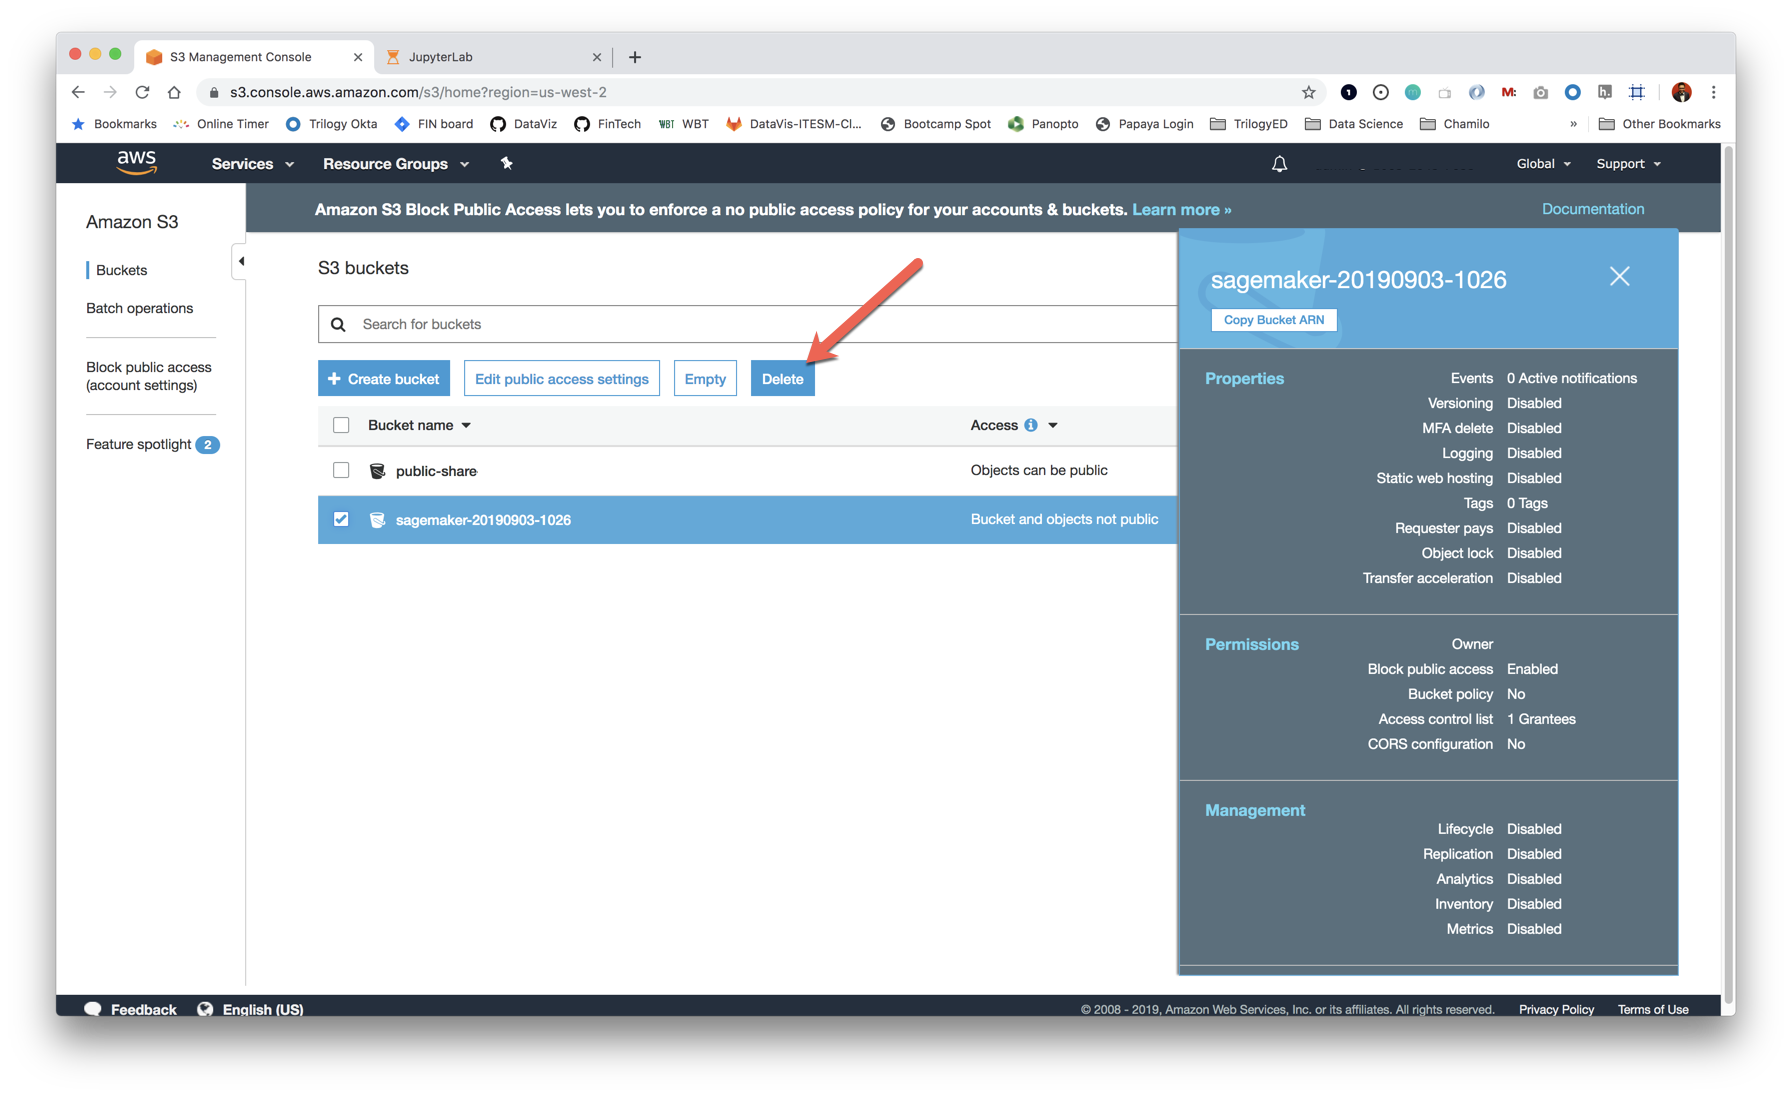 S3 Management Console
JupyterLab
s3.console.aws.amazon.com/s3/home?region=us-west-2
Bookmarks
Online Timer
Trilogy Okta
FIN board
DataViz
FinTech
WBT WBT
DataVis-ITESM-Cl...
Bootcamp Spot
Panopto
Papaya Login
TrilogyED
Data Science
Chamilo
»
Other Bookmarks
aws
Services
Resource Groups
Global
Support
Amazon S3
Buckets
Batch operations
Block public access
(account settings)
Feature spotlight 2
Amazon S3 Block Public Access lets you to enforce a no public access policy for your accounts & buckets. Learn more »
Documentation
S3 buckets
Search for buckets
+ Create bucket
Edit public access settings
Empty
Delete
Bucket name
Access
public-share
Objects can be public
sagemaker-20190903-1026
Bucket and objects not public
sagemaker-20190903-1026
Copy Bucket ARN
Properties
Events 0 Active notifications
Versioning Disabled
MFA delete Disabled
Logging Disabled
Static web hosting Disabled
Tags 0 Tags
Requester pays Disabled
Object lock Disabled
Transfer acceleration Disabled
Permissions
Owner
Block public access Enabled
Bucket policy No
Access control list 1 Grantees
CORS configuration No
Management
Lifecycle Disabled
Replication Disabled
Analytics Disabled
Inventory Disabled
Metrics Disabled
Feedback
English (US)
© 2008 - 2019, Amazon Web Services, Inc. or its affiliates. All rights reserved.
Privacy Policy
Terms of Use